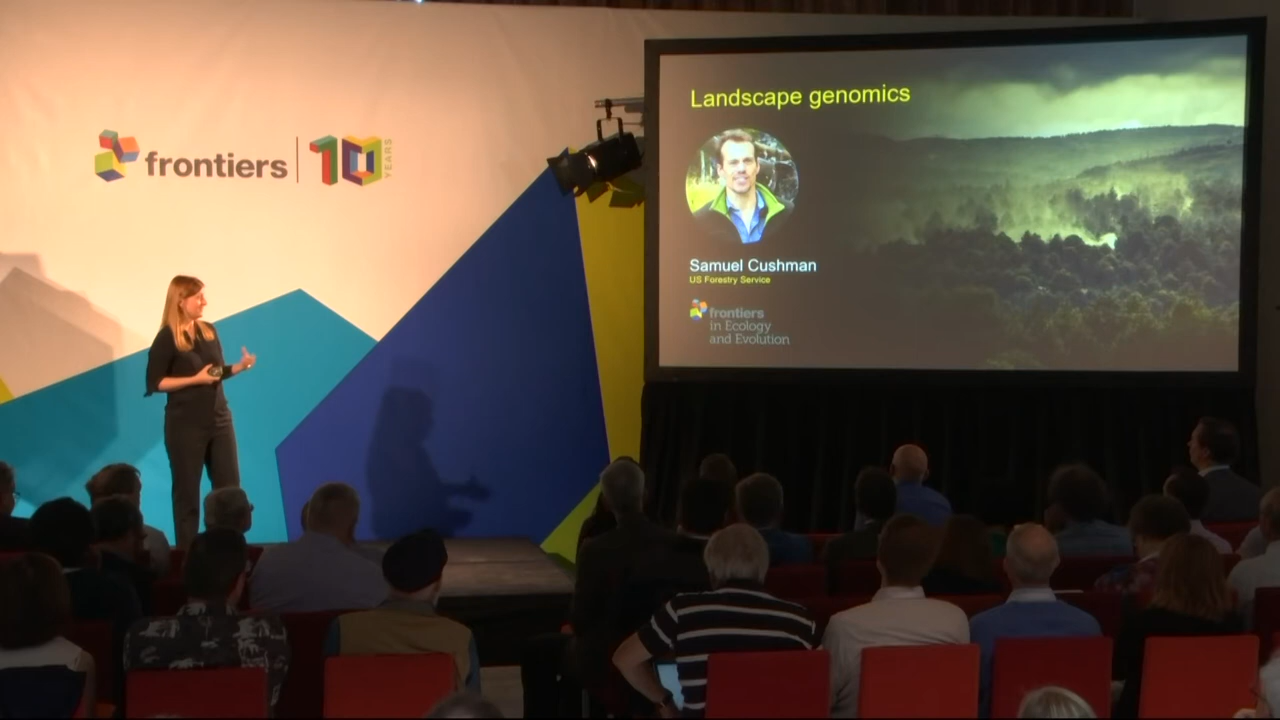 frontiers
10
YEARS
Landscape genomics
Samuel Cushman
US Forestry Service
frontiers
in Ecology
and Evolution